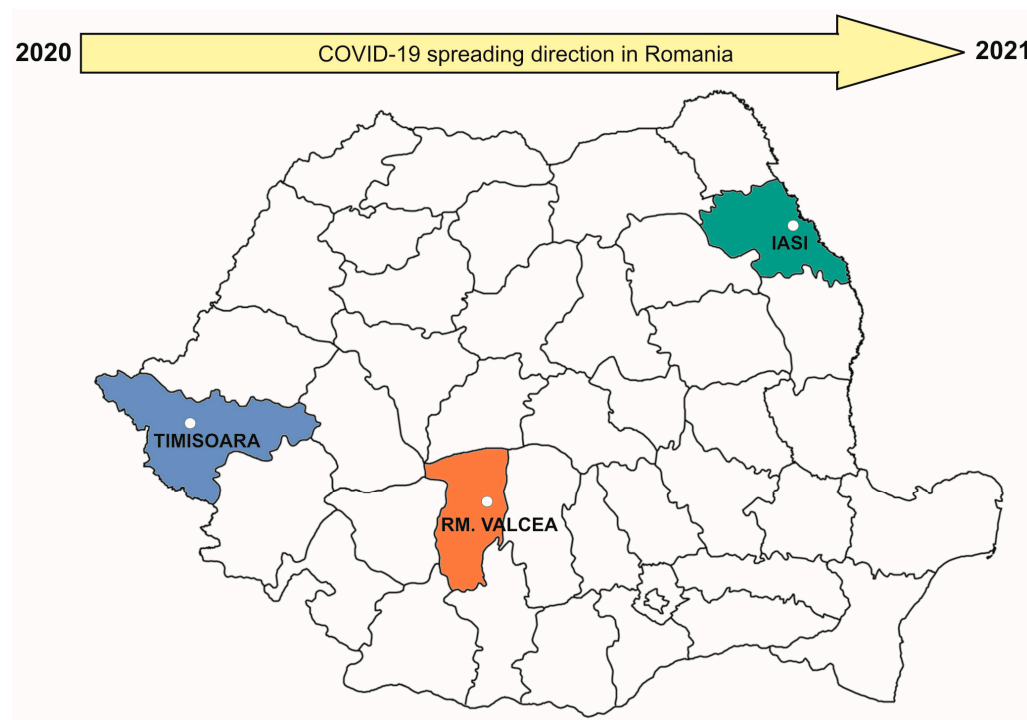 2020
COVID-19 spreading direction in Romania
2021
IASI
TIMISOARA
RM. VALCEA